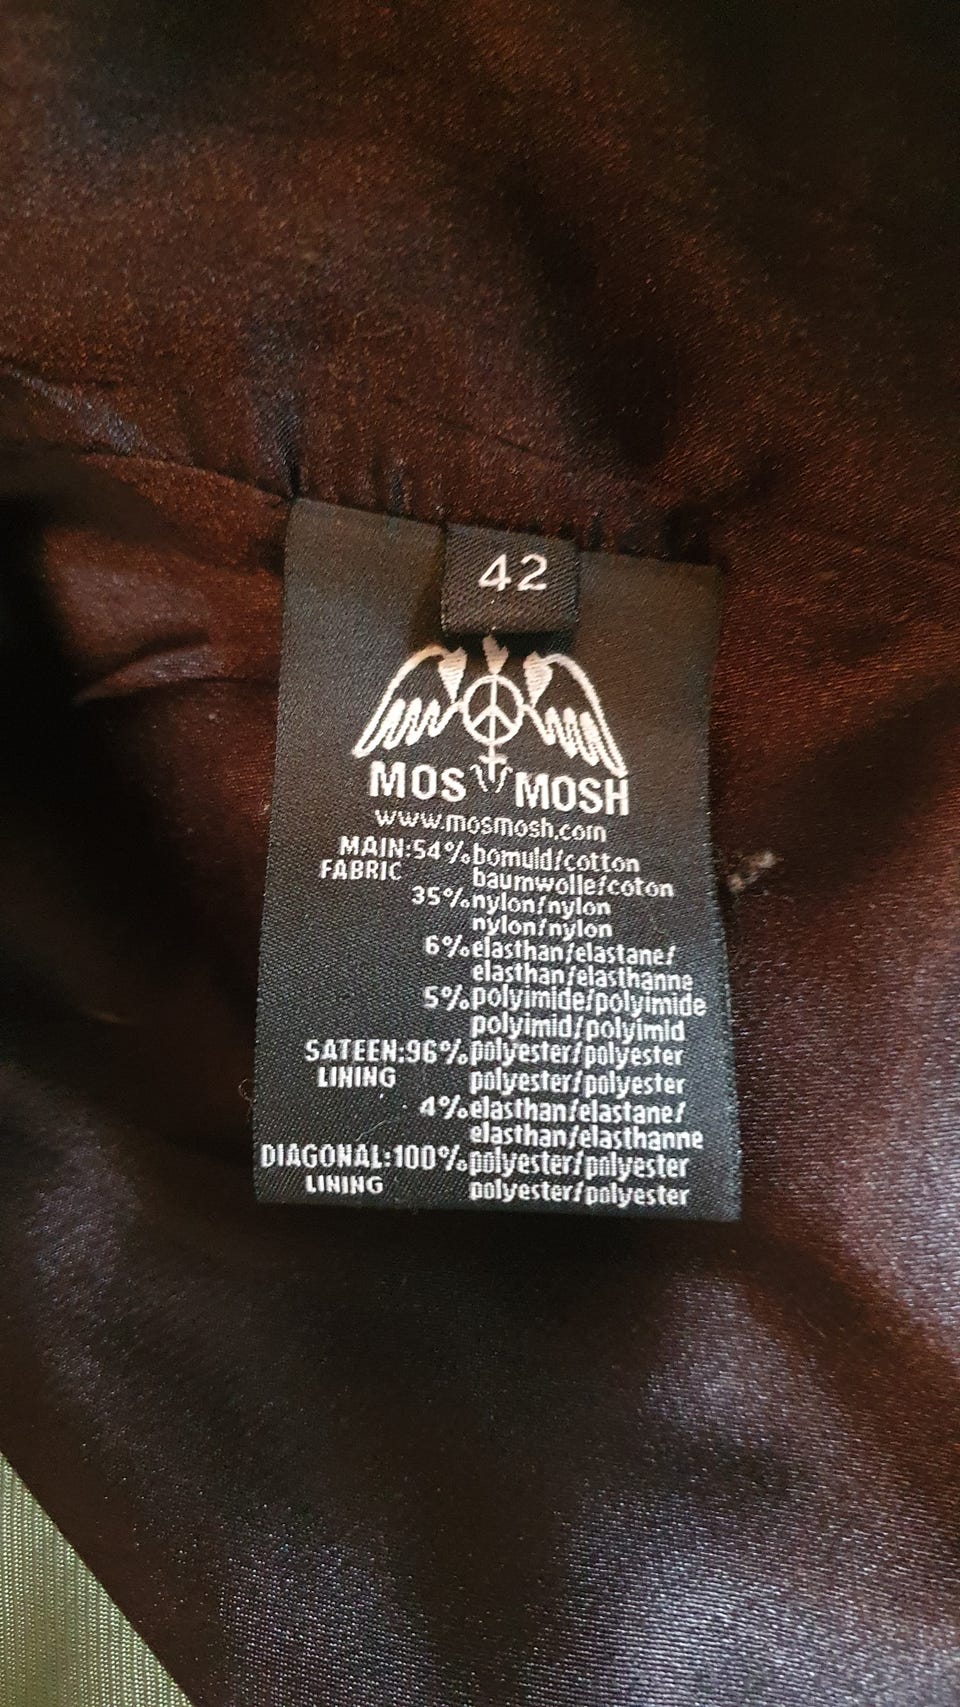 42
MOS MOSH
www.mosmosh.com
MAIN:54%bomuld/cotton
FABRIC baumwolle/coton
35%nylon/nylon
nylon/nylon
6%elasthan/elastane/
elasthan/elasthanne
5%polyimide/polyimide
polyimid/polyimid
SATEEN:96%polyester/polyester
LINING polyester/polyester
4%elasthan/elastane/
elasthan/elasthanne
DIAGONAL:100%polyester/polyester
LINING polyester/polyester